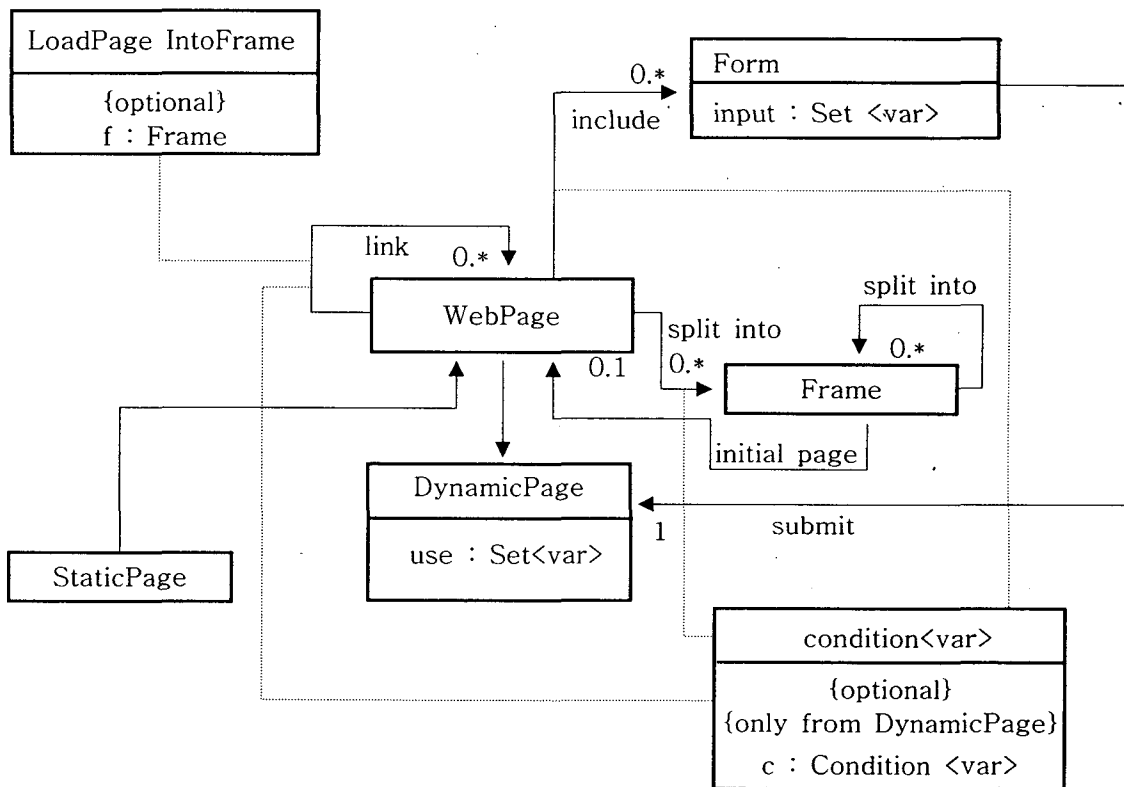 LoadPage IntoFrame
{optional}
f : Frame
Form
input : Set <var>
0.*
include
link
0.*
WebPage
split into
0.*
0.1
split into
0.*
Frame
initial page
DynamicPage
use : Set<var>
1
submit
StaticPage
condition<var>
{optional}
{only from DynamicPage}
c : Condition <var>